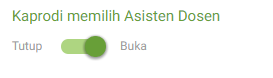 Kaprodi memilih Asisten Dosen
Tutup Buka